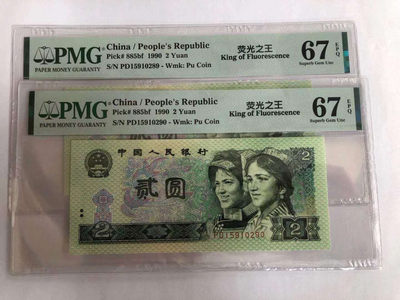 PMG
PAPER MONEY GUARANTY
China / People's Republic
Pick# 885bf 1990 2 Yuan
S/N PD15910289 - Wmk: Pu Coin
荧光之王
King of Fluorescence
67 EPQ
Superb Gem Unc
PMG
PAPER MONEY GUARANTY
China / People's Republic
Pick# 885bf 1990 2 Yuan
S/N PD15910290 - Wmk: Pu Coin
荧光之王
King of Fluorescence
67 EPQ
Superb Gem Unc
中国人民银行
2
贰圆
PD15910290
2
2